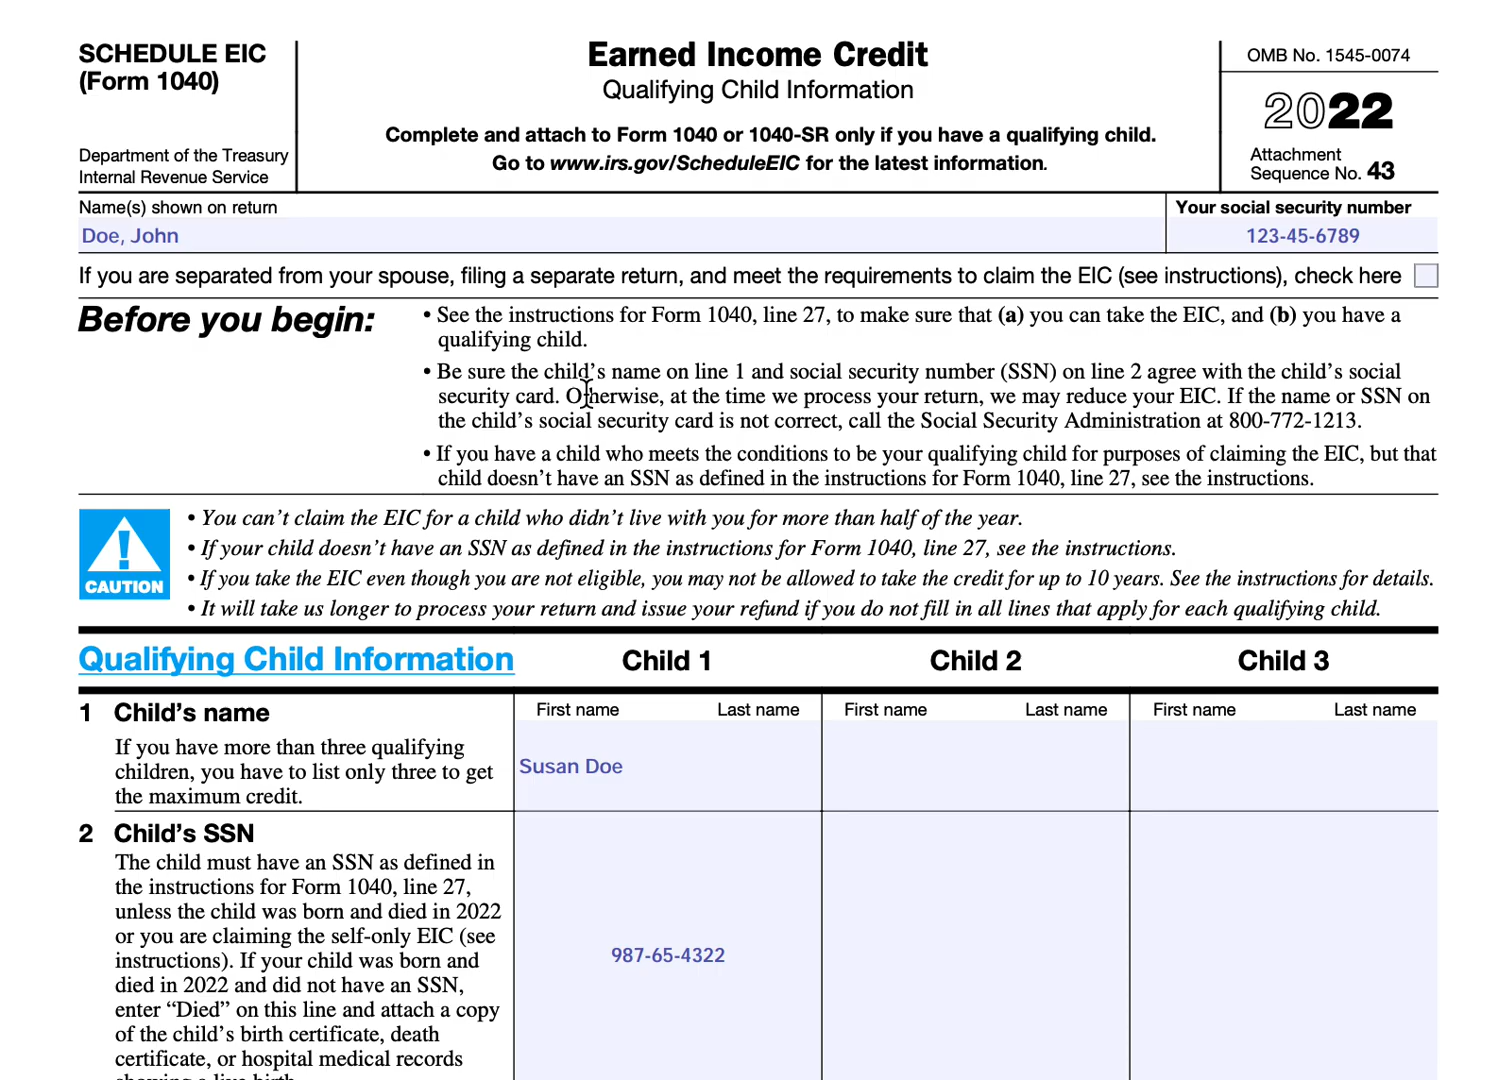 SCHEDULE EIC
(Form 1040)
Department of the Treasury
Internal Revenue Service
Earned Income Credit
Qualifying Child Information
Complete and attach to Form 1040 or 1040-SR only if you have a qualifying child.
Go to www.irs.gov/ScheduleEIC for the latest information.
OMB No. 1545-0074
2022
Attachment
Sequence No. 43
Name(s) shown on return
Doe, John
Your social security number
123-45-6789
If you are separated from your spouse, filing a separate return, and meet the requirements to claim the EIC (see instructions), check here
Before you begin:
• See the instructions for Form 1040, line 27, to make sure that (a) you can take the EIC, and (b) you have a
qualifying child.
• Be sure the child’s name on line 1 and social security number (SSN) on line 2 agree with the child’s social
security card. Otherwise, at the time we process your return, we may reduce your EIC. If the name or SSN on
the child’s social security card is not correct, call the Social Security Administration at 800-772-1213.
• If you have a child who meets the conditions to be your qualifying child for purposes of claiming the EIC, but that
child doesn’t have an SSN as defined in the instructions for Form 1040, line 27, see the instructions.
CAUTION
• You can’t claim the EIC for a child who didn’t live with you for more than half of the year.
• If your child doesn’t have an SSN as defined in the instructions for Form 1040, line 27, see the instructions.
• If you take the EIC even though you are not eligible, you may not be allowed to take the credit for up to 10 years. See the instructions for details.
• It will take us longer to process your return and issue your refund if you do not fill in all lines that apply for each qualifying child.
Qualifying Child Information Child 1 Child 2 Child 3
1 Child’s name
If you have more than three qualifying
children, you have to list only three to get
the maximum credit.
First name Last name First name Last name First name Last name
Susan Doe
2 Child’s SSN
The child must have an SSN as defined in
the instructions for Form 1040, line 27,
unless the child was born and died in 2022
or you are claiming the self-only EIC (see
instructions). If your child was born and
died in 2022 and did not have an SSN,
enter “Died” on this line and attach a copy
of the child’s birth certificate, death
certificate, or hospital medical records
showing a live birth.
987-65-4322